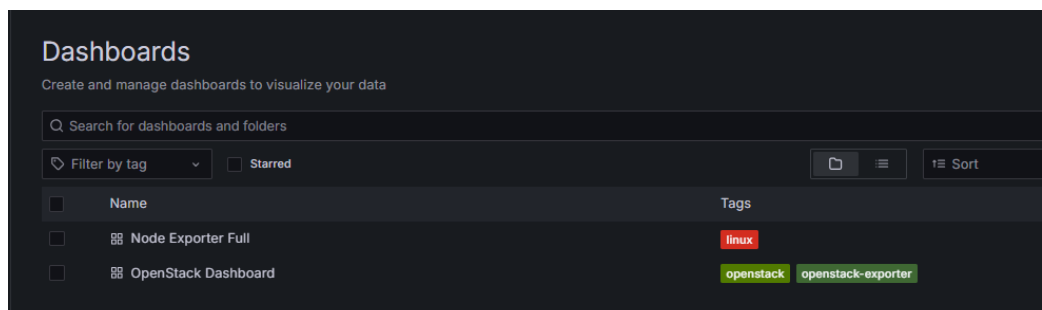 Dashboards
Create and manage dashboards to visualize your data
Search for dashboards and folders
Filter by tag Starred Sort
Name Tags
Node Exporter Full linux
OpenStack Dashboard openstack openstack-exporter